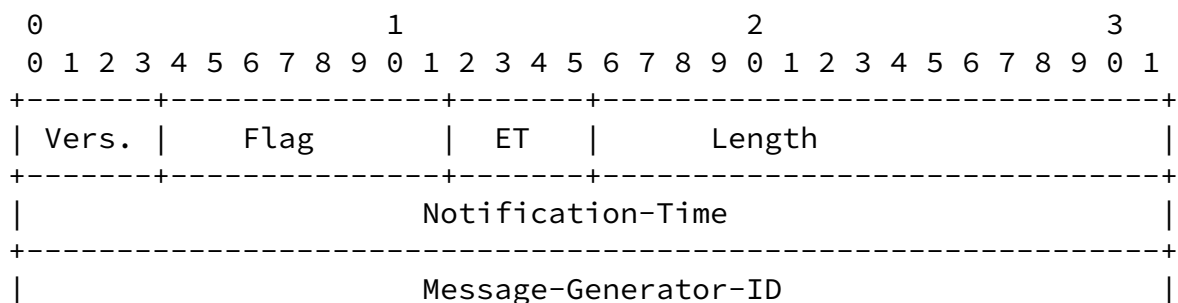 0                   1                   2                   3
 0 1 2 3 4 5 6 7 8 9 0 1 2 3 4 5 6 7 8 9 0 1 2 3 4 5 6 7 8 9 0 1
+-------+---------------+-------+-------------------------------+
| Vers. |    Flag       |  ET   |      Length                   |
+-------+---------------+-------+-------------------------------+
|                      Notification-Time                        |
+---------------------------------------------------------------+
|                      Message-Generator-ID                     |